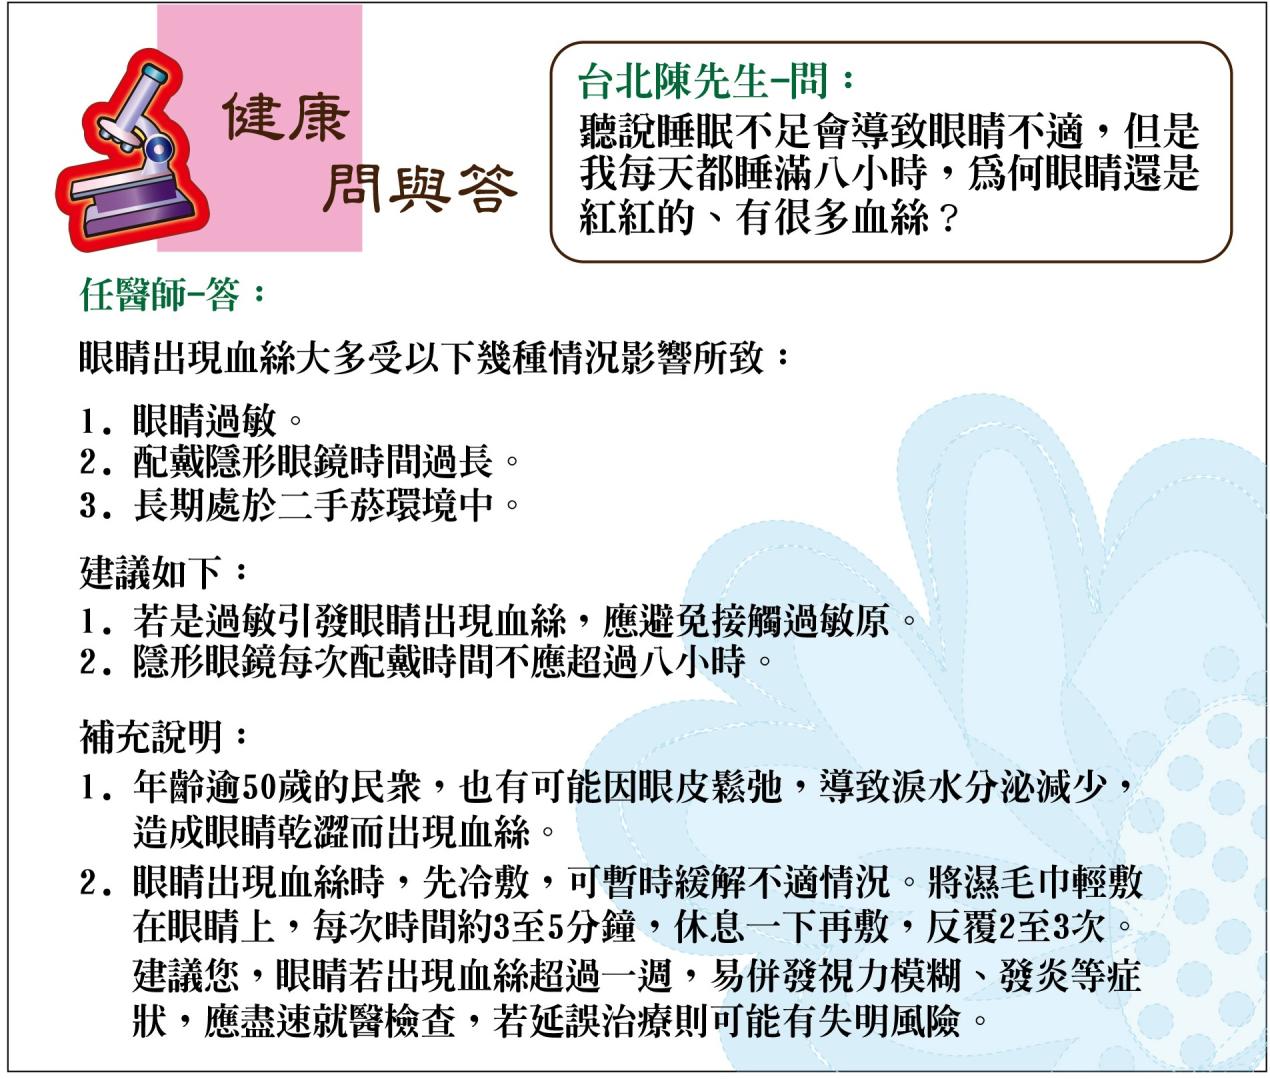 健康
問與答
台北陳先生-問：
聽說睡眠不足會導致眼睛不適，但是
我每天都睡滿八小時，爲何眼睛還是
紅紅的、有很多血絲？
任醫師-答：
眼睛出現血絲大多受以下幾種情況影響所致：
1. 眼睛過敏。
2. 配戴隱形眼鏡時間過長。
3. 長期處於二手菸環境中。
建議如下：
1. 若是過敏引發眼睛出現血絲，應避免接觸過敏原。
2. 隱形眼鏡每次配戴時間不應超過八小時。
補充說明：
1. 年齡逾50歲的民衆，也有可能因眼皮鬆弛，導致淚水分泌減少，
造成眼睛乾澀而出現血絲。
2. 眼睛出現血絲時，先冷敷，可暫時緩解不適情況。將濕毛巾輕敷
在眼睛上，每次時間約3至5分鐘，休息一下再敷，反覆2至3次。
建議您，眼睛若出現血絲超過一週，易併發視力模糊、發炎等症
狀，應盡速就醫檢查，若延誤治療則可能有失明風險。